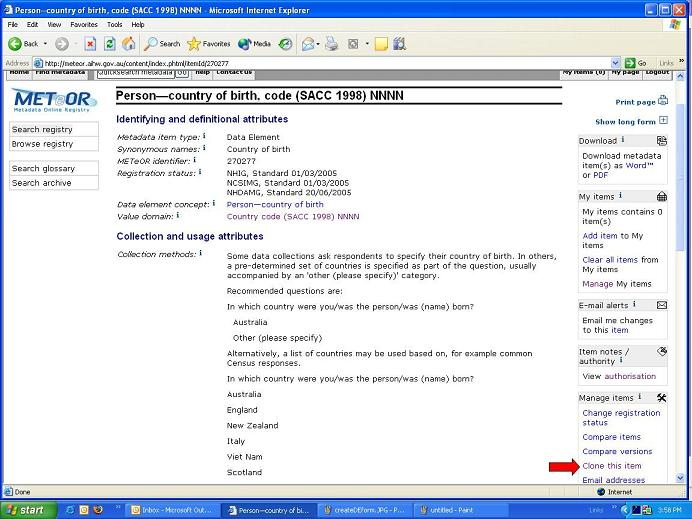 Person—country of birth, code (SACC 1998) NNNN - Microsoft Internet Explorer
File Edit View Favorites Tools Help
Back Search Favorites Media
Address http://meteor.aihw.gov.au/content/index.phtml/itemId/270277 Go Links »
Home Find metadata Quicksearch metadata Go Help Contact us My items (0) My page Logout
METeOR
Metadata Online Registry
Search registry
Browse registry
Search glossary
Search archive
Person—country of birth, code (SACC 1998) NNNN
Print page
Show long form
Identifying and definitional attributes
Metadata item type: i Data Element
Synonymous names: i Country of birth
METeOR identifier: i 270277
Registration status: i NHIG, Standard 01/03/2005
NCSIMG, Standard 01/03/2005
NHDAMG, Standard 20/06/2005
Data element concept: i Person—country of birth
Value domain: i Country code (SACC 1998) NNNN
Collection and usage attributes
Collection methods: i Some data collections ask respondents to specify their country of birth. In others,
a pre-determined set of countries is specified as part of the question, usually
accompanied by an 'other (please specify)' category.
Recommended questions are:
In which country were you/was the person/was (name) born?
Australia
Other (please specify)
Alternatively, a list of countries may be used based on, for example common
Census responses.
In which country were you/was the person/was (name) born?
Australia
England
New Zealand
Italy
Viet Nam
Scotland
Download i
Download metadata
item(s) as Word™
or PDF
My items i
My items contains 0
item(s)
Add item to My
items
Clear all items from
My items
Manage My items
E-mail alerts i
Email me changes
to this item
Item notes /
authority i
View authorisation
Manage items i
Change registration
status
Compare items
Compare versions
Clone this item
Email addresses
Done Internet
start » Inbox - Microsoft Out... Person—country of bi... createDEform.JPG - P... untitled - Paint Links » 3:58 PM